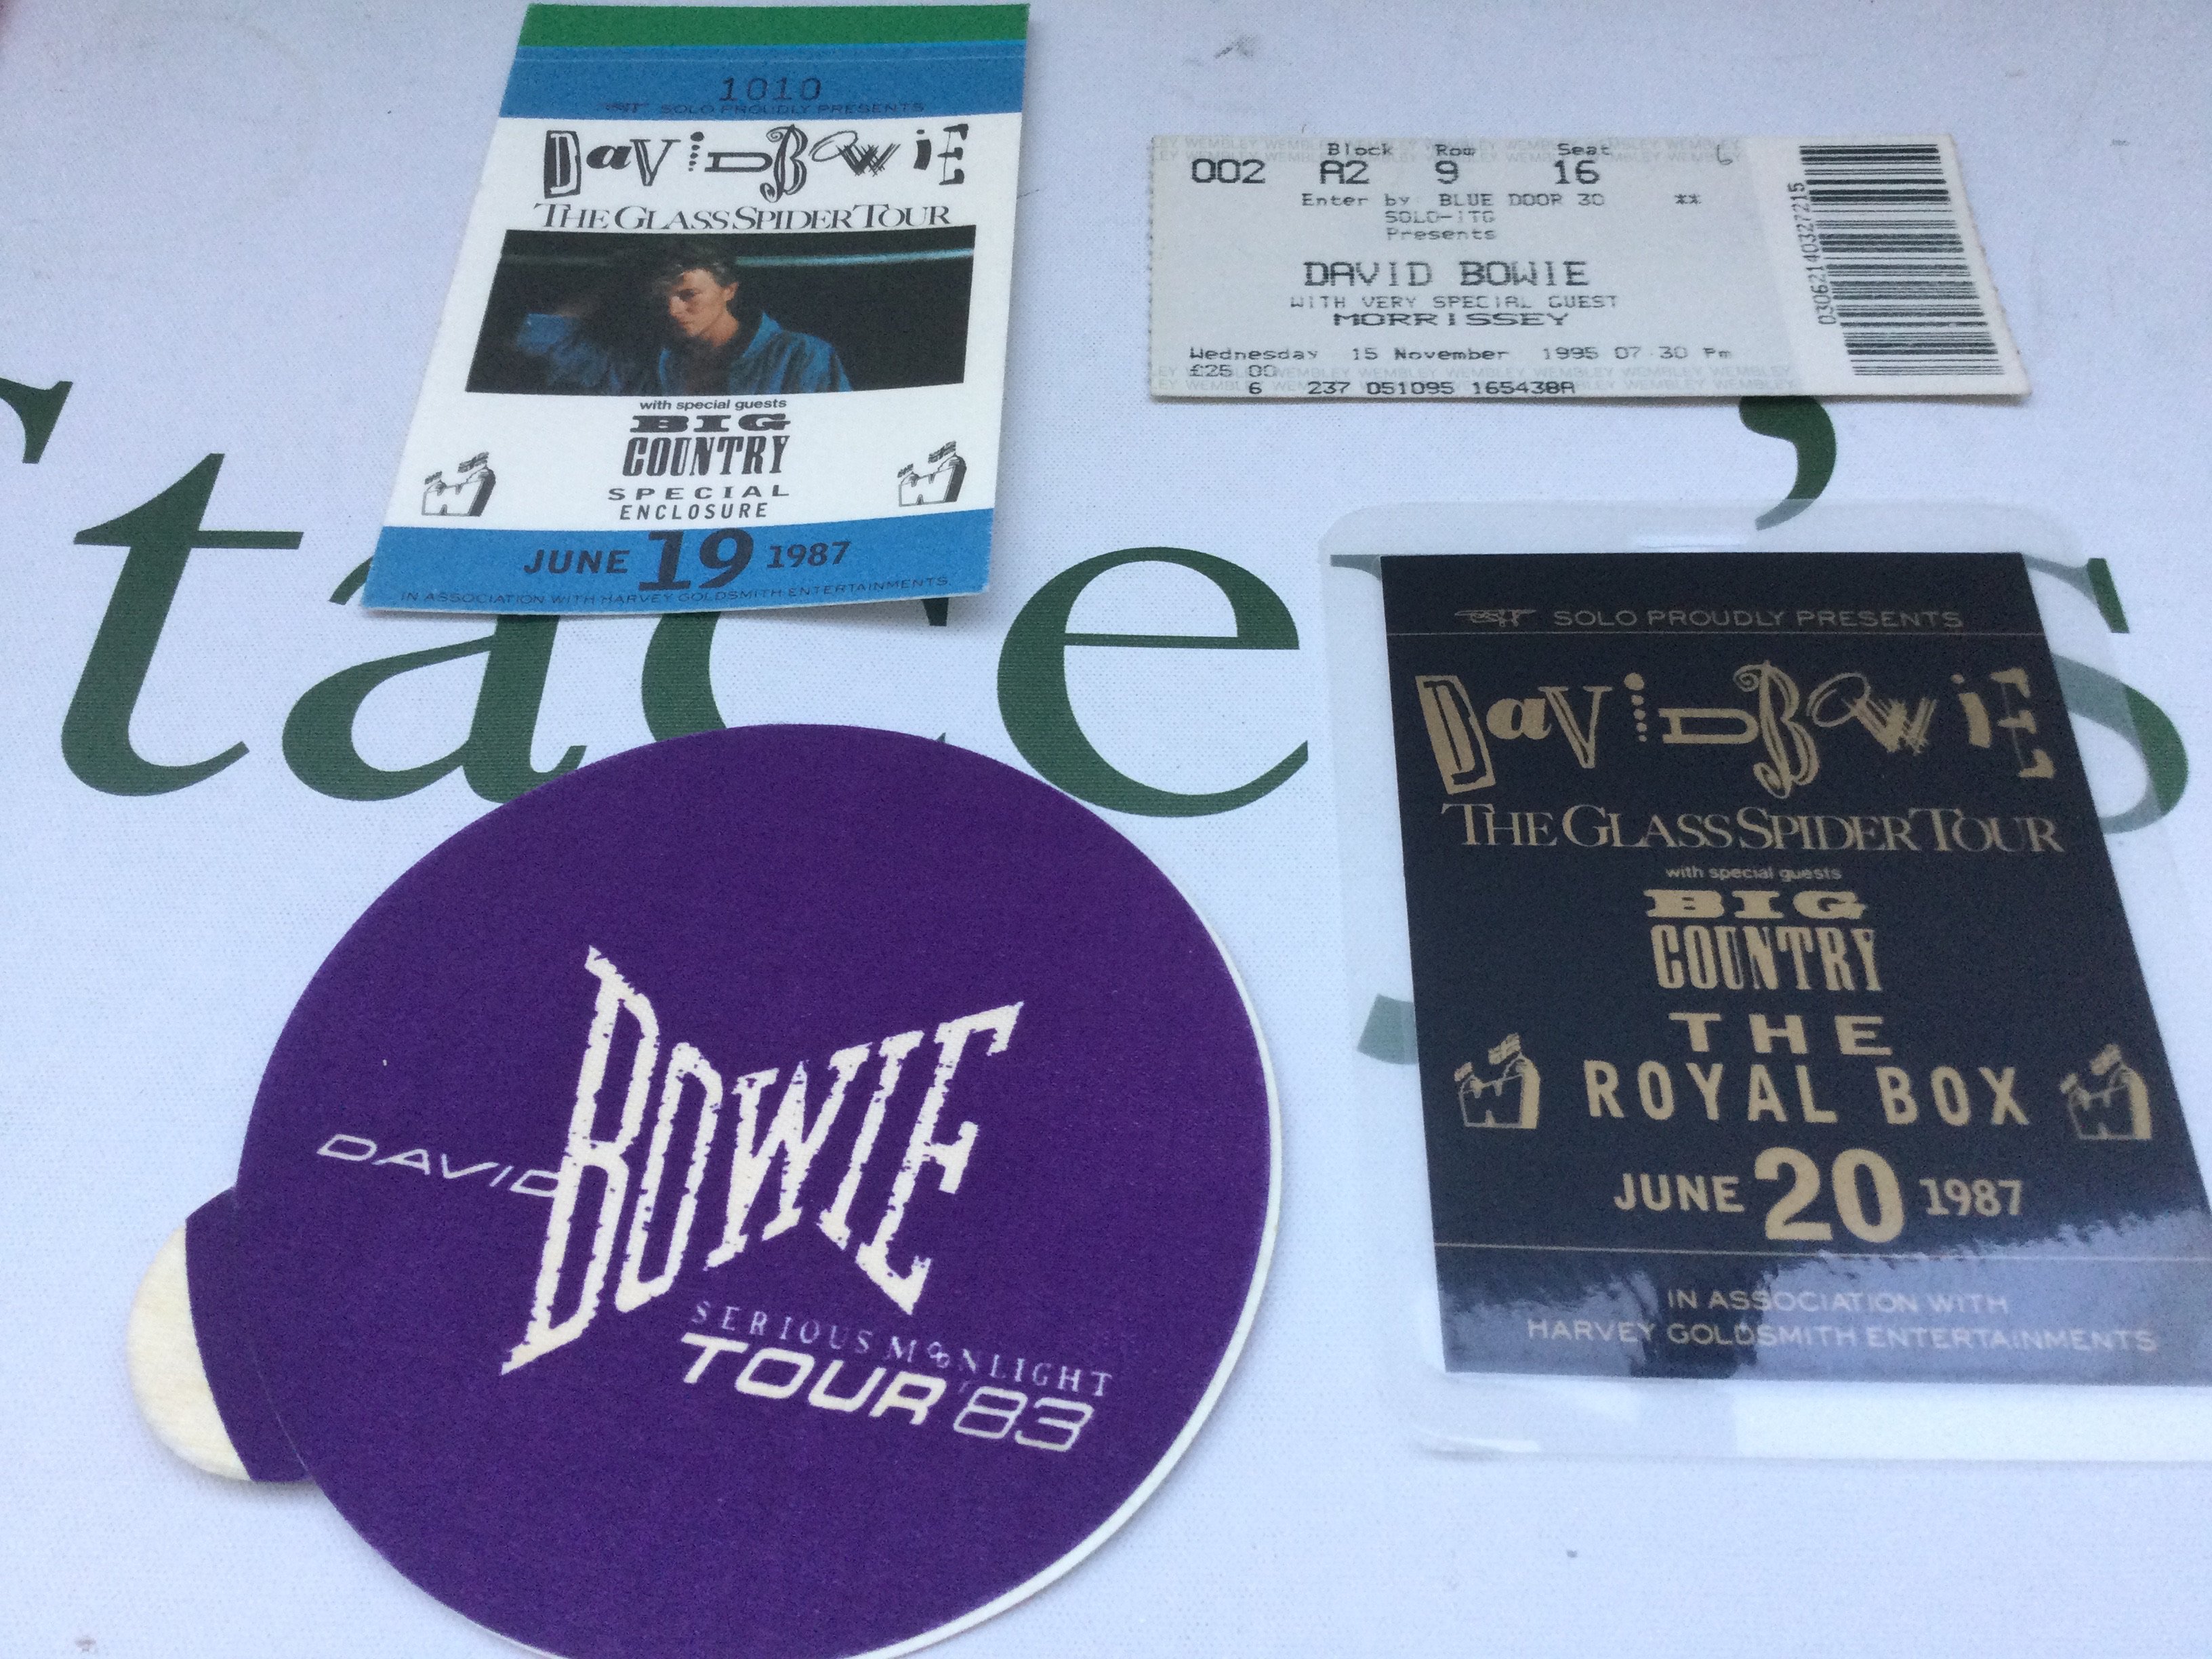 1010
SOLO PROUDLY PRESENTS
DaviD BowiE
THE GLASS SPIDER TOUR
with special guests
BIG
COUNTRY
SPECIAL
ENCLOSURE
JUNE 19 1987
IN ASSOCIATION WITH HARVEY GOLDSMITH ENTERTAINMENTS.
Block Row Seat
002 A2 9 16
6
Enter by BLUE DOOR 30 **
SOLO-ITG
Presents
DAVID BOWIE
WITH VERY SPECIAL GUEST
MORRISSEY
Wednesday 15 November 1995 07.30 Pm
£25.00
6 237 051095 165438A
03062140327215
Stacey's
SOLO PROUDLY PRESENTS
DaviD BowiE
THE GLASS SPIDER TOUR
with special guests
BIG
COUNTRY
THE
ROYAL BOX
JUNE 20 1987
IN ASSOCIATION WITH
HARVEY GOLDSMITH ENTERTAINMENTS
DAVID
BOWIE
SERIOUS MOONLIGHT
TOUR '83